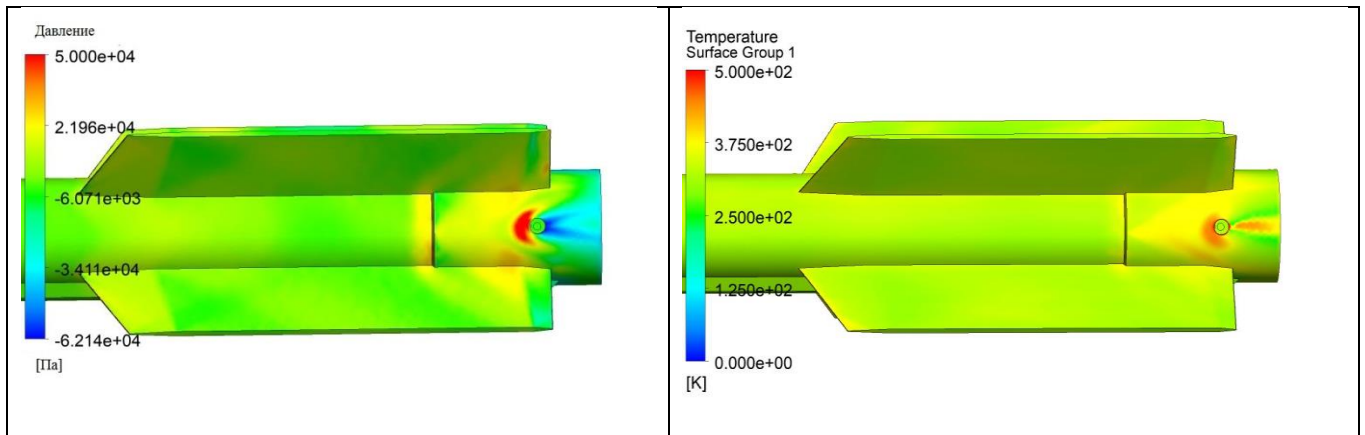 Давление
5.000e+04
2.196e+04
-6.071e+03
-3.411e+04
-6.214e+04
[Па]
Temperature
Surface Group 1
5.000e+02
3.750e+02
2.500e+02
1.250e+02
0.000e+00
[K]